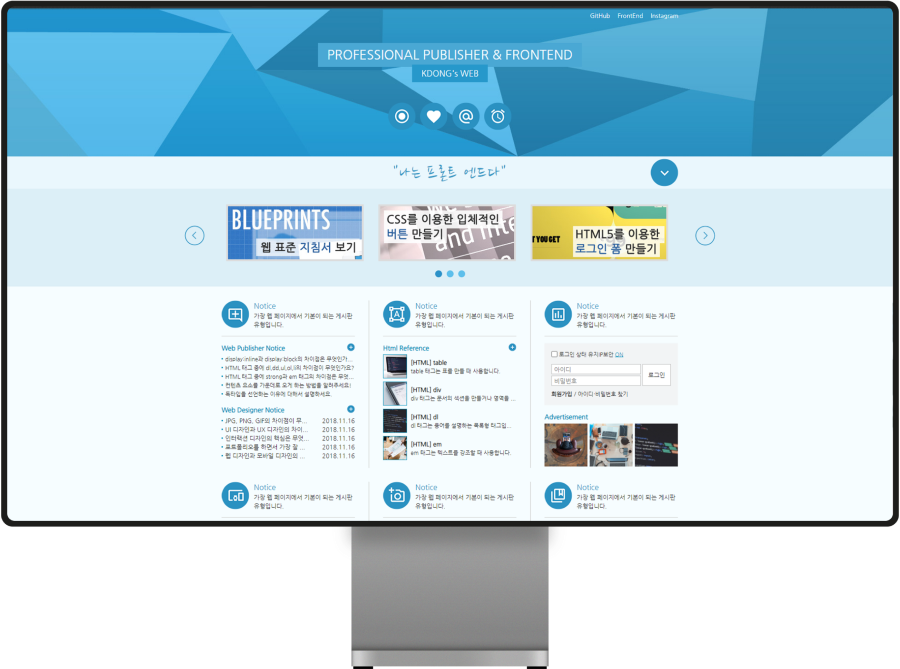 GitHub FrontEnd Instagram
PROFESSIONAL PUBLISHER & FRONTEND
KDONG's WEB
"나는 프론트 엔드다"
BLUEPRINTS
웹 표준 지침서 보기
CSS를 이용한 입체적인
버튼 만들기
and inte
T YOU GET
HTML5를 이용한
로그인 폼 만들기
Notice
가장 웹 페이지에서 기본이 되는 게시판
유형입니다.
Notice
가장 웹 페이지에서 기본이 되는 게시판
유형입니다.
Notice
가장 웹 페이지에서 기본이 되는 게시판
유형입니다.
Web Publisher Notice
display:inline과 display:block의 차이점은 무엇인가...
HTML 태그 중에 dl,dd,ul,ol,li의 차이점 무엇인가요?
HTML 태그 중에 strong과 em 태그의 차이점은 무엇...
컨텐츠 요소를 가운데로 오게 하는 방법을 알려주세요!
독타입을 선언하는 이유에 대해서 설명하세요.
Web Designer Notice
JPG, PNG, GIF의 차이점이 무... 2018.11.16
UI 디자인과 UX 디자인의 차이... 2018.11.16
인터랙션 디자인의 핵심은 무엇... 2018.11.16
포트폴리오를 하면서 가장 잘 ... 2018.11.16
웹 디자인과 모바일 디자인의 ... 2018.11.16
Html Reference
[HTML] table
table 태그는 표를 만들 때 사용합니다.
[HTML] div
div 태그는 문서의 섹션을 만들거나 영역을 ...
[HTML] dl
dl 태그는 용어를 설명하는 목록형 태그입...
[HTML] em
em 태그는 텍스트를 강조할 때 사용합니다.
로그인 상태 유지IP보안 ON
아이디
비밀번호
로그인
회원가입 / 아이디·비밀번호 찾기
Advertisement
Notice
가장 웹 페이지에서 기본이 되는 게시판
유형입니다.
Notice
가장 웹 페이지에서 기본이 되는 게시판
유형입니다.
Notice
가장 웹 페이지에서 기본이 되는 게시판
유형입니다.